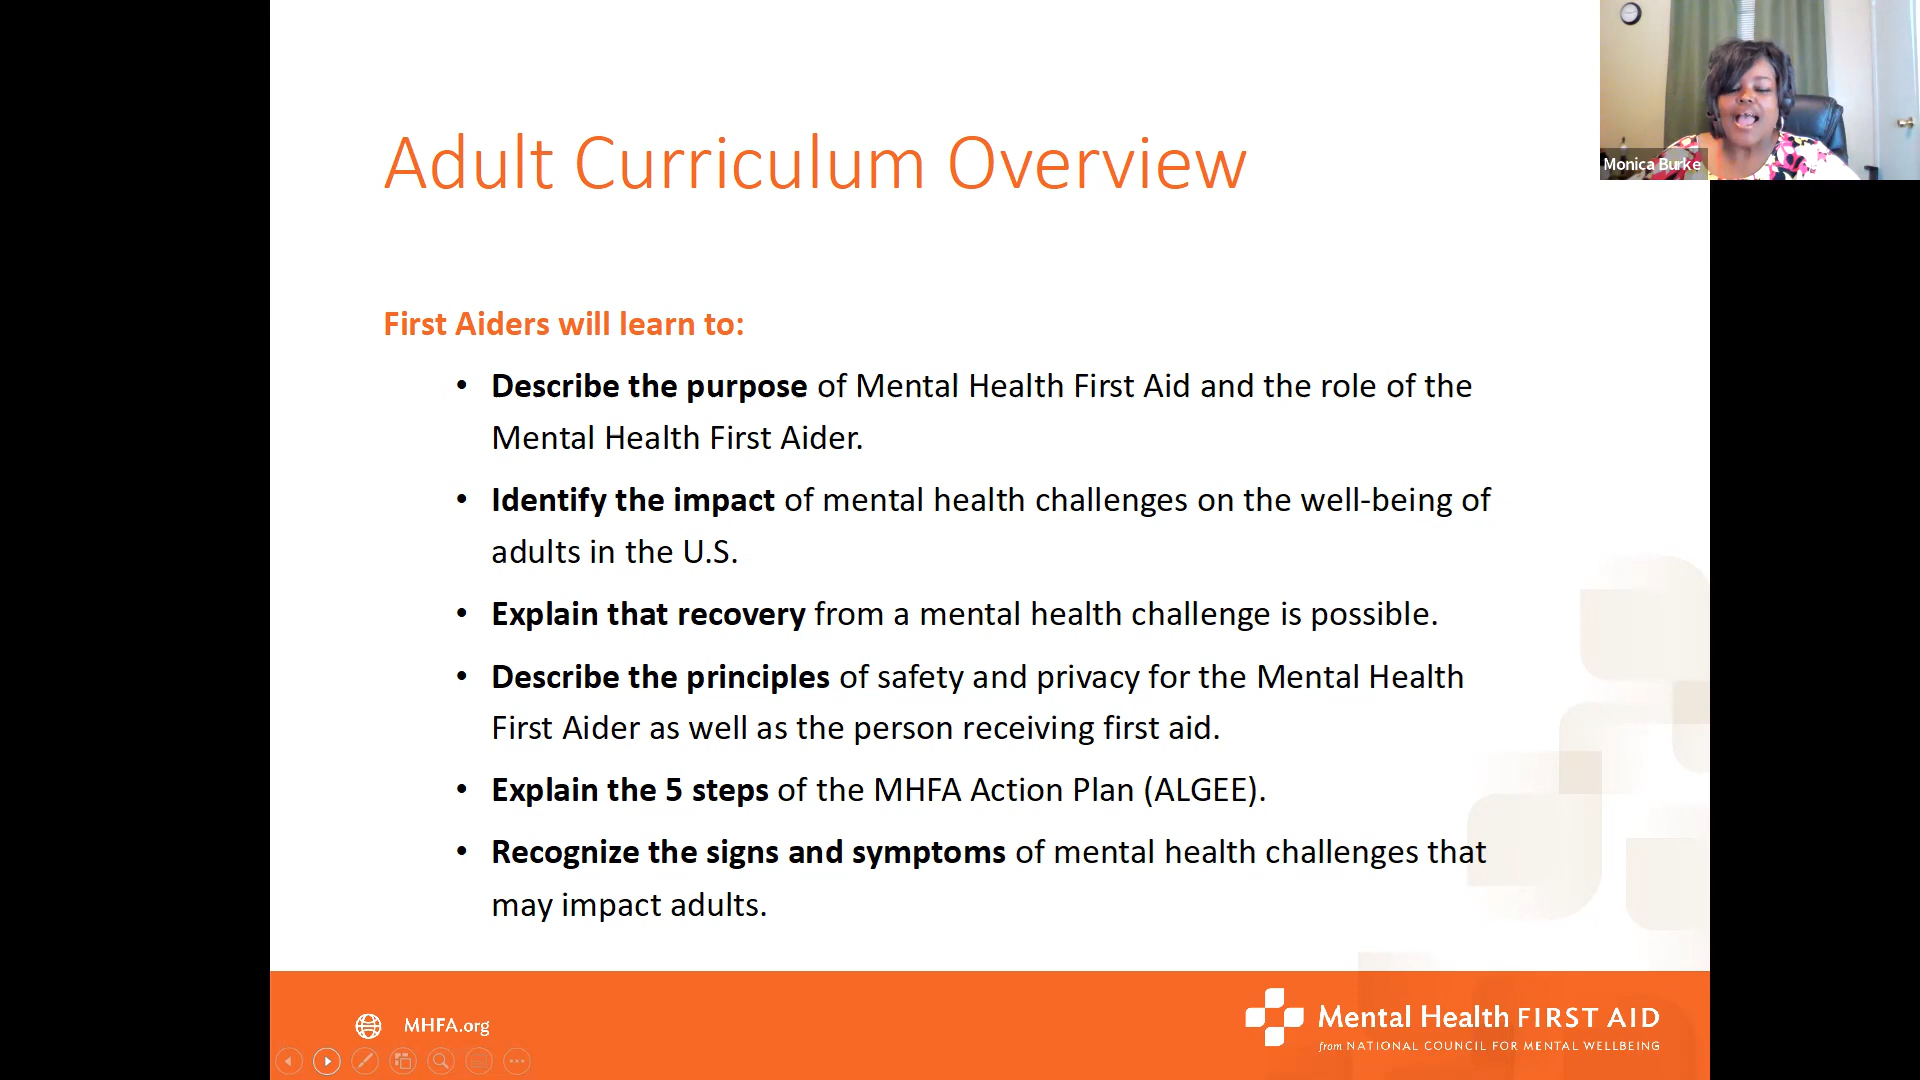 Adult Curriculum Overview
Monica Burke
First Aiders will learn to:
• Describe the purpose of Mental Health First Aid and the role of the
Mental Health First Aider.
• Identify the impact of mental health challenges on the well-being of
adults in the U.S.
• Explain that recovery from a mental health challenge is possible.
• Describe the principles of safety and privacy for the Mental Health
First Aider as well as the person receiving first aid.
• Explain the 5 steps of the MHFA Action Plan (ALGEE).
• Recognize the signs and symptoms of mental health challenges that
may impact adults.
MHFA.org
Mental Health FIRST AID
from NATIONAL COUNCIL FOR MENTAL WELLBEING